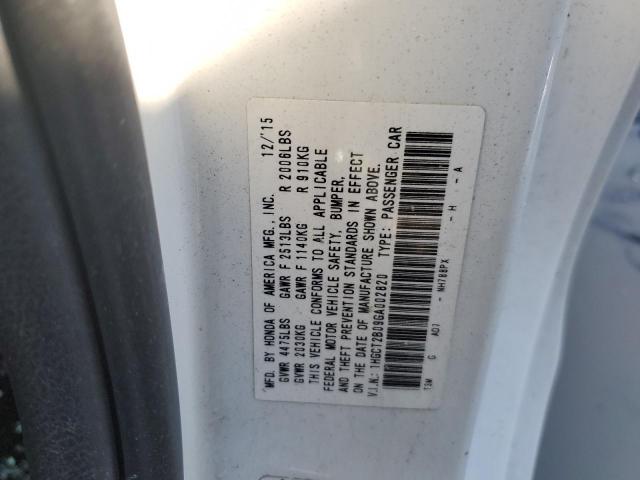 MFD. BY HONDA OF AMERICA MFG., INC. 12/'15
GVWR 4475LBS GAWR F 2513LBS R 2006LBS
GVWR 2030KG GAWR F 1140KG R 910KG
THIS VEHICLE CONFORMS TO ALL APPLICABLE
FEDERAL MOTOR VEHICLE SAFETY, BUMPER,
AND THEFT PREVENTION STANDARDS IN EFFECT
ON THE DATE OF MANUFACTURE SHOWN ABOVE.
V.I.N.: 1HGCT2B09GA002820 TYPE: PASSENGER CAR
NH788PX - H - A
T3M G AD1